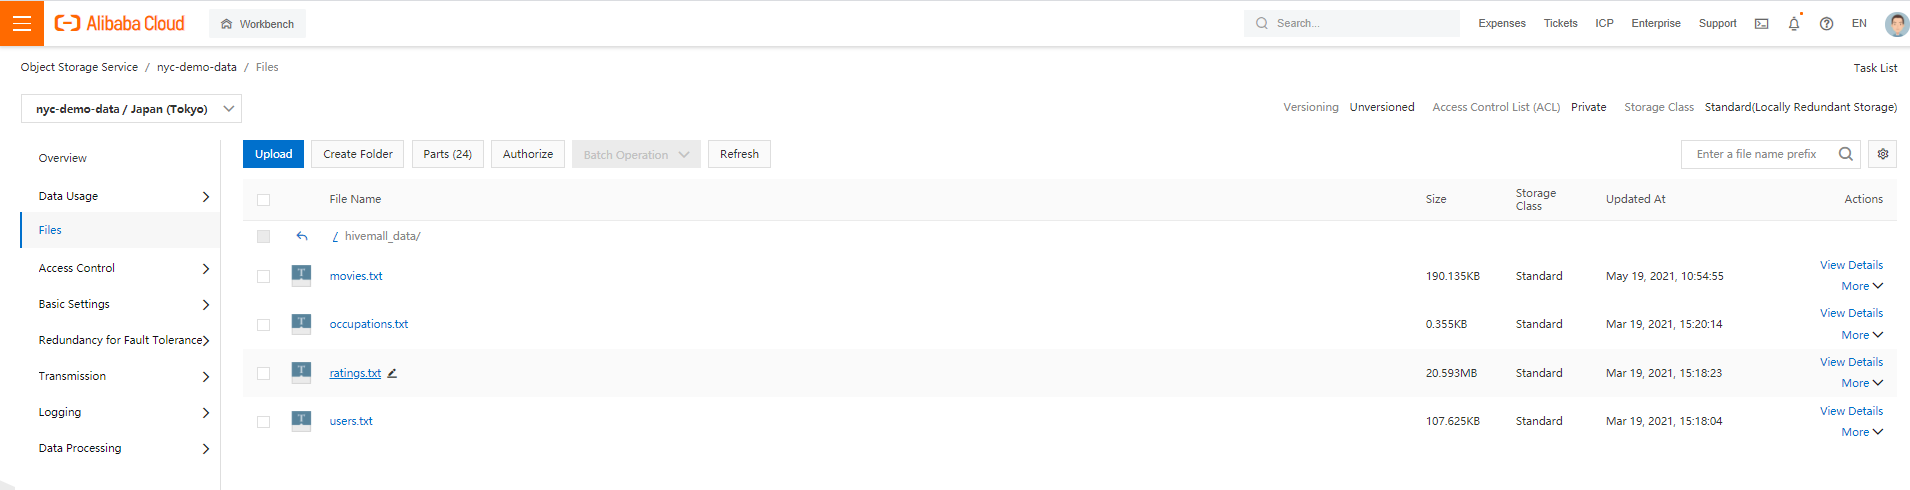 Alibaba Cloud Workbench Search... Expenses Tickets ICP Enterprise Support EN
Object Storage Service / nyc-demo-data / Files Task List
nyc-demo-data / Japan (Tokyo) Versioning Unversioned Access Control List (ACL) Private Storage Class Standard(Locally Redundant Storage)
Overview
Data Usage
Files
Access Control
Basic Settings
Redundancy for Fault Tolerance
Transmission
Logging
Data Processing
Upload Create Folder Parts (24) Authorize Batch Operation Refresh Enter a file name prefix
File Name Size Storage Class Updated At Actions
/ hivemall_data/
movies.txt 190.135KB Standard May 19, 2021, 10:54:55 View Details
More
occupations.txt 0.355KB Standard Mar 19, 2021, 15:20:14 View Details
More
ratings.txt 20.593MB Standard Mar 19, 2021, 15:18:23 View Details
More
users.txt 107.625KB Standard Mar 19, 2021, 15:18:04 View Details
More